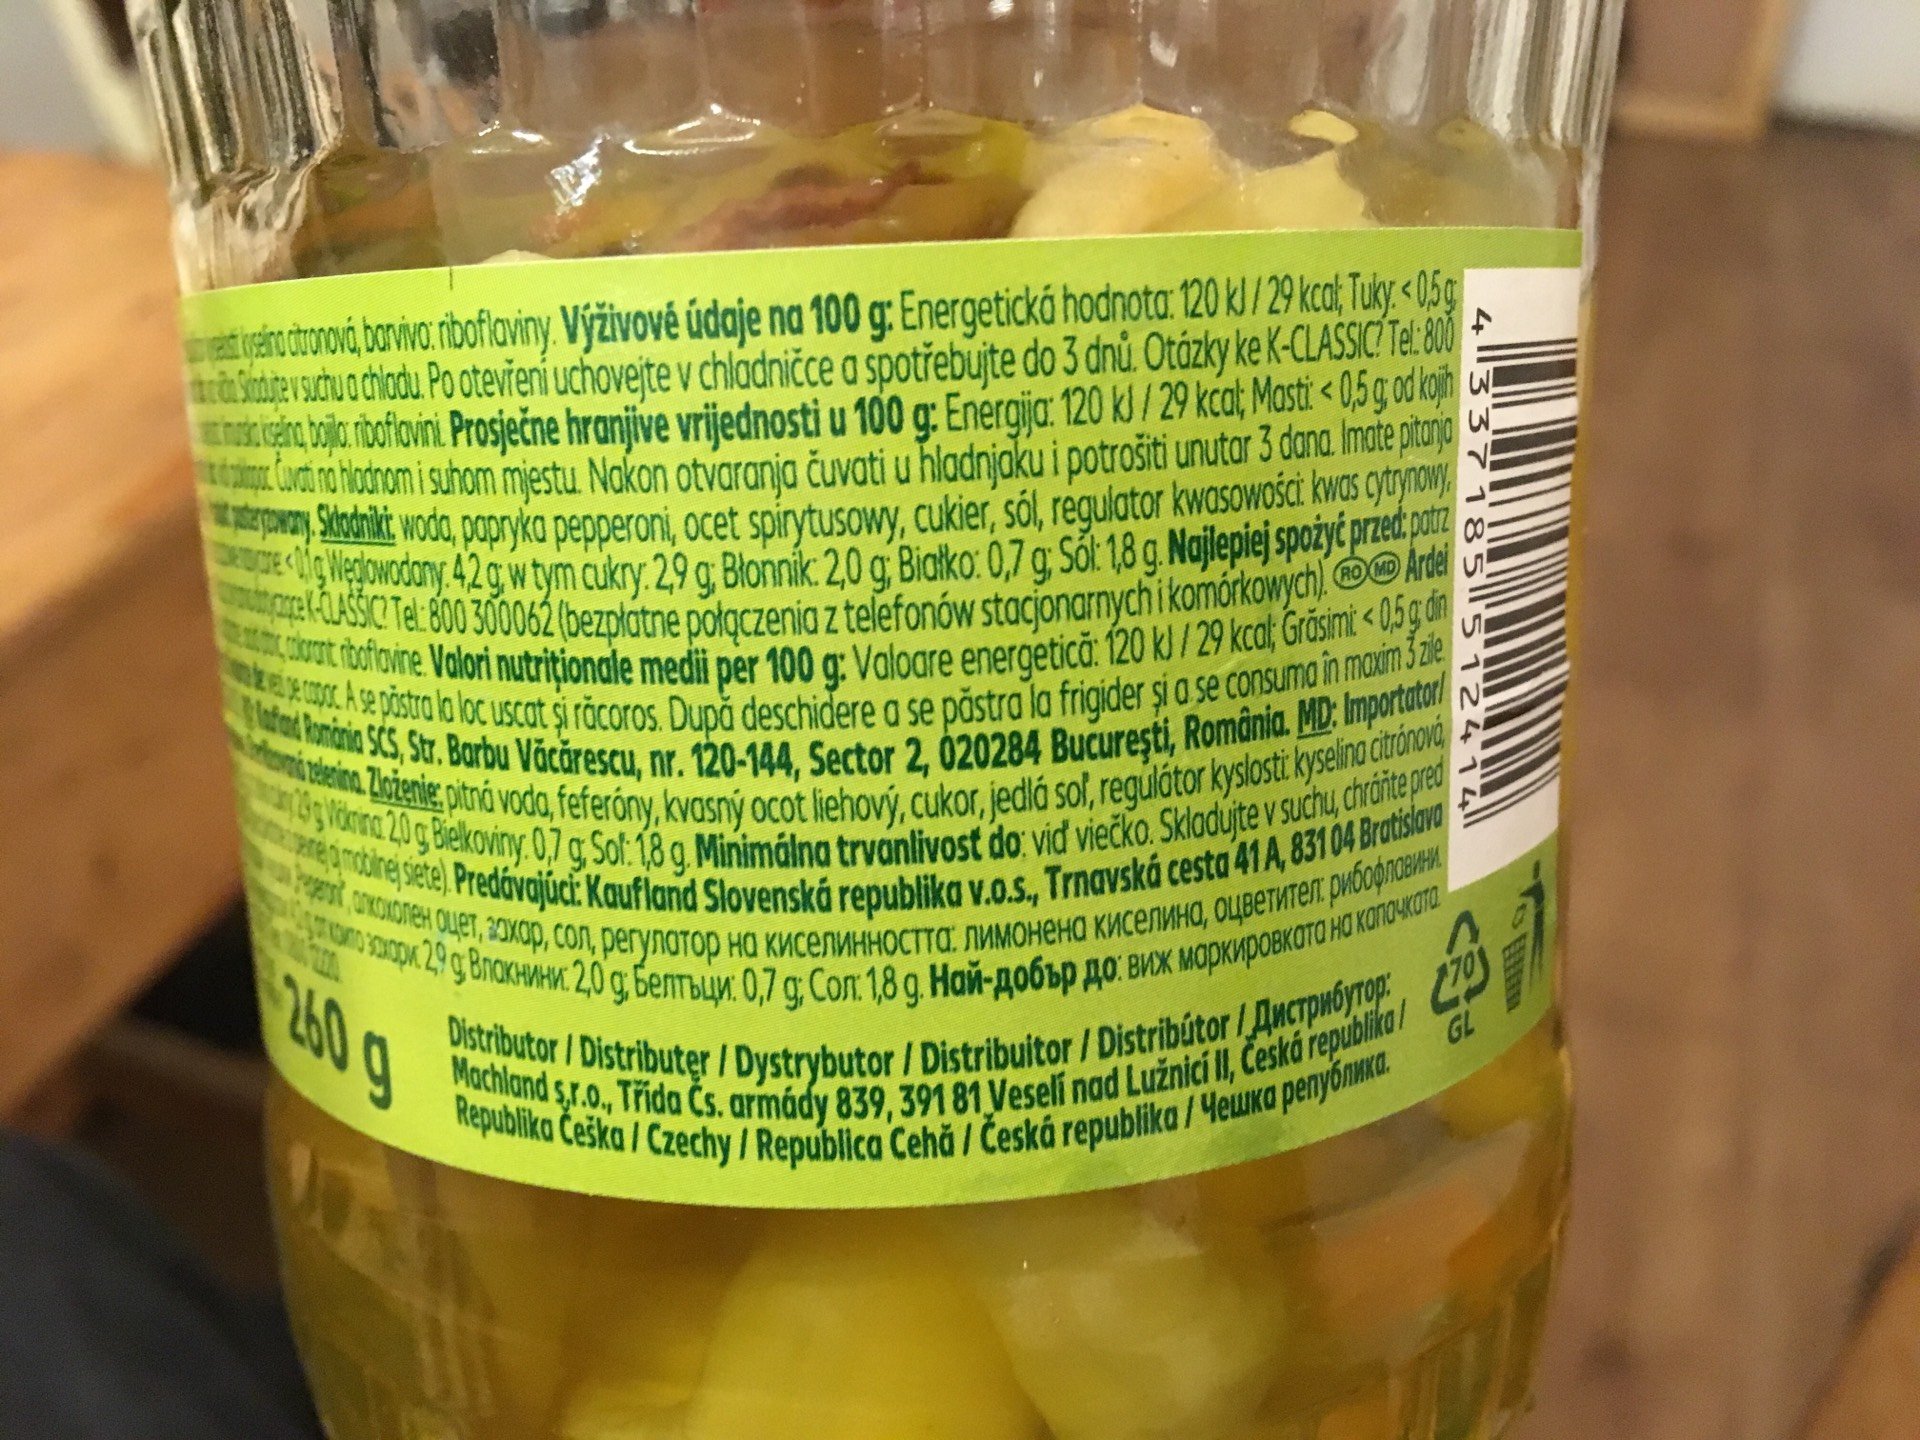 kyselina citronová, barvivo: riboflaviny. Výživové údaje na 100 g: Energetická hodnota: 120 kJ / 29 kcal; Tuky: < 0,5 g;
Skladujte v suchu a chladu. Po otevření uchovejte v chladničce a spotřebujte do 3 dnů. Otázky ke K-CLASSIC? Tel.: 800
kiselina, bojilo: riboflavini. Prosječne hranjive vrijednosti u 100 g: Energija: 120 kJ / 29 kcal; Masti: < 0,5 g, od kojih
Čuvati na hladnom i suhom mjestu. Nakon otvaranja čuvati u hladnjaku i potrošiti unutar 3 dana. Imate pitanja
pasteryzowany. Składniki: woda, papryka pepperoni, ocet spirytusowy, cukier, sól, regulator kwasowości: kwas cytrynowy,
< 0,1 g; Węglowodany: 4,2 g, w tym cukry: 2,9 g; Błonnik: 2,0 g; Białko: 0,7 g; Sól: 1,8 g. Najlepiej spożyć przed: patrz
K-CLASSIC? Tel.: 800 300062 (bezpłatne połączenia z telefonów stacjonarnych i komórkowych). RO MD Ardei
colorant: riboflavine. Valori nutriționale medii per 100 g: Valoare energetică: 120 kJ / 29 kcal; Grăsimi: < 0,5 g, din
vezi pe capac. A se păstra la loc uscat și răcoros. După deschidere a se păstra la frigider și a se consuma în maxim 3 zile.
Kaufland România SCS, Str. Barbu Văcărescu, nr. 120-144, Sector 2, 020284 București, România. MD: Importator/
zelenina. Zloženie: pitná voda, feferóny, kvasný ocot liehový, cukor, jedlá soľ, regulátor kyslosti: kyselina citrónová,
2,9 g; Vláknina: 2,0 g; Bielkoviny: 0,7 g; Soľ: 1,8 g. Minimálna trvanlivosť do: viď viečko. Skladujte v suchu, chráňte pred
aj mobilnej siete). Predávajúci: Kaufland Slovenská republika v.o.s., Trnavská cesta 41 A, 831 04 Bratislava
алкохолен оцет, захар, сол, регулатор на киселинността: лимонена киселина, оцветител: рибофлавини.
захари: 2,9 g; Влакнини: 2,0 g; Белтъци: 0,7 g; Сол: 1,8 g. Най-добър до: виж маркировката на капачката.
260 g
Distributor / Distributer / Dystrybutor / Distribuitor / Distribútor / Дистрибутор:
Machland s.r.o., Třída Čs. armády 839, 391 81 Veselí nad Lužnicí II, Česká republika /
Republika Češka / Czechy / Republica Cehă / Česká republika / Чешка република.
4 337185 512414
70
GL